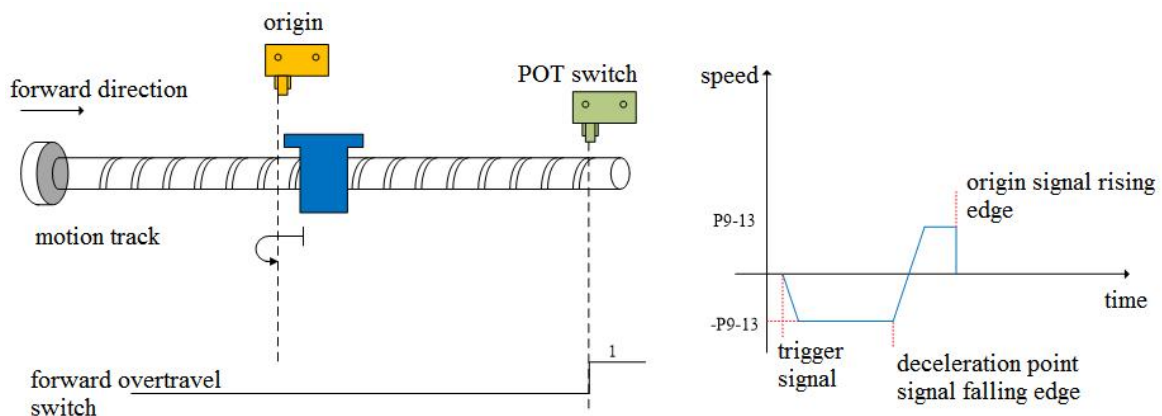 origin
POT switch
forward direction
motion track
1
forward overtravel
switch
speed
origin signal rising
edge
P9-13
time
-P9-13
trigger
signal
deceleration point
signal falling edge